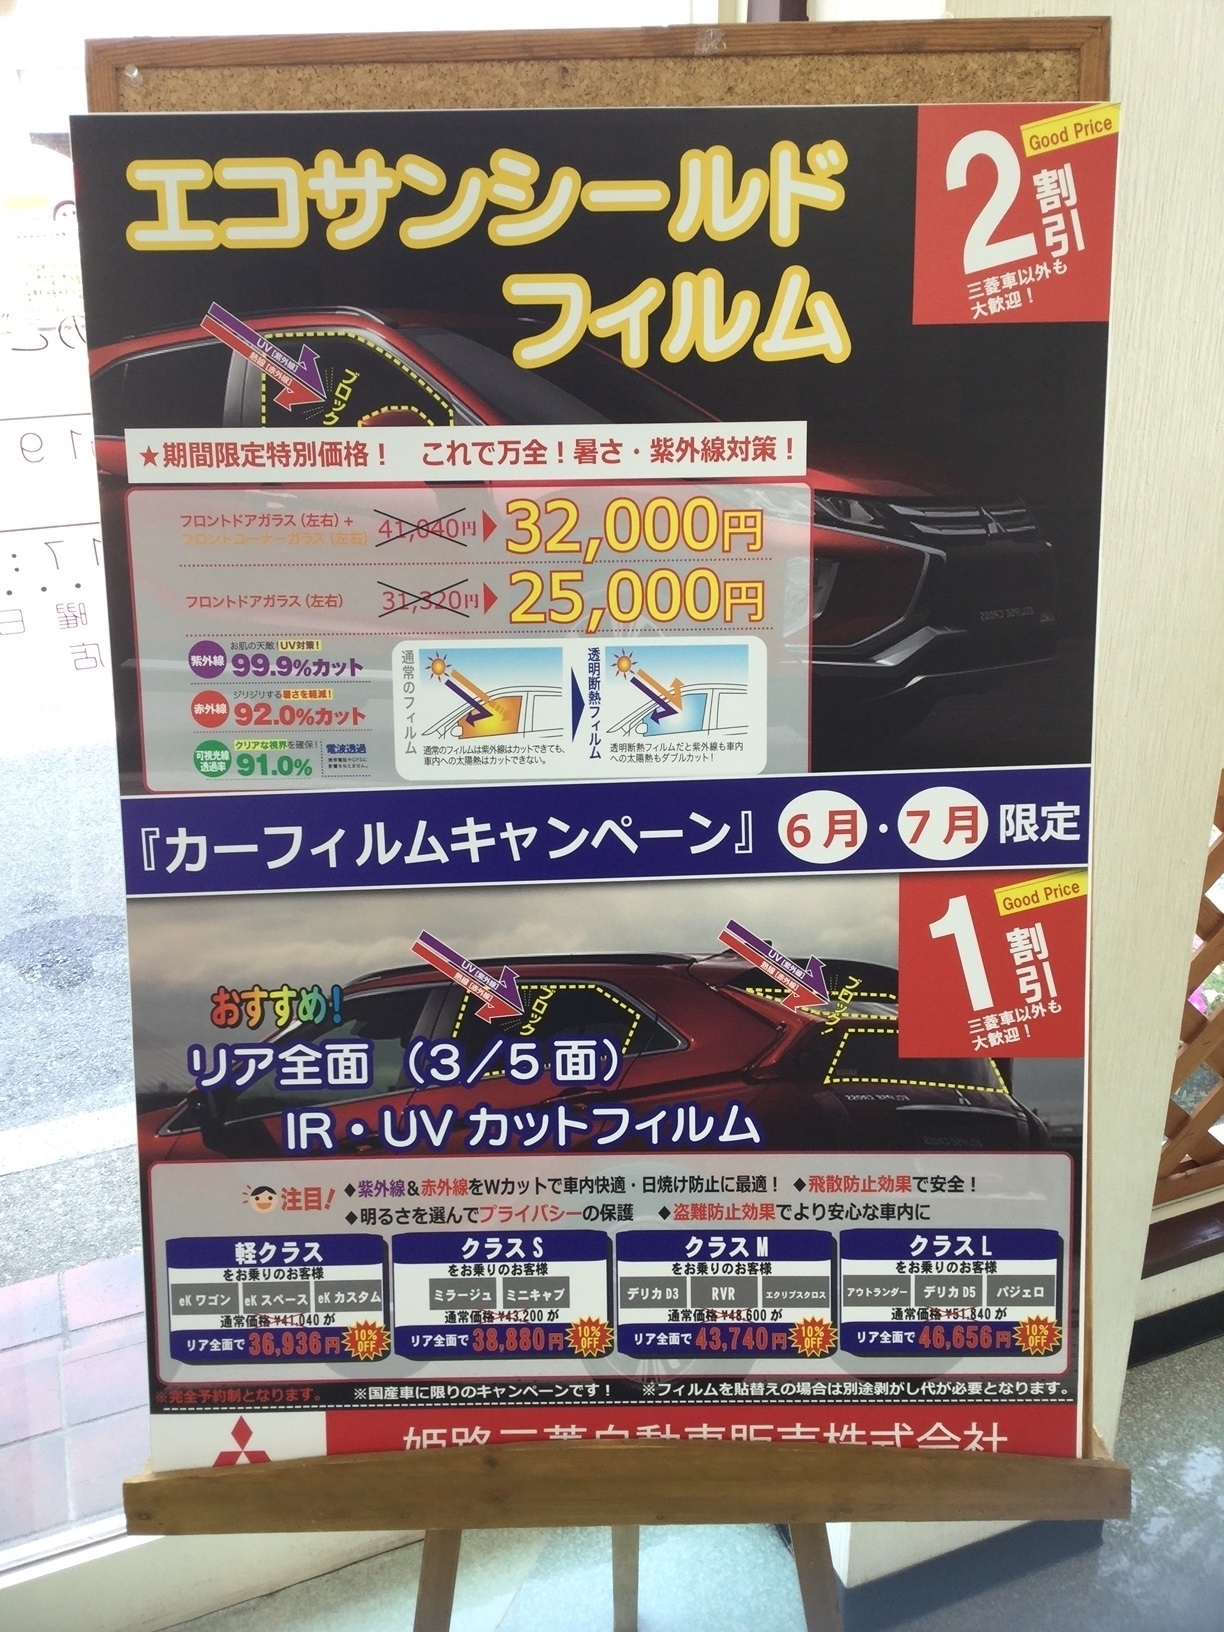 エコサンシールド
フィルム
Good Price
2割引
三菱車以外も
大歓迎！
UV［紫外線］
熱線［赤外線］
ブロック
★期間限定特別価格！　これで万全！暑さ・紫外線対策！
フロントドアガラス（左右）＋
フロントコーナーガラス（左右）
41,040円
32,000円
フロントドアガラス（左右）
31,320円
25,000円
お肌の天敵！UV対策！
紫外線
99.9%カット
ジリジリする暑さを軽減！
赤外線
92.0%カット
クリアな視界を確保！
可視光線
透過率
91.0%
電波透過
通常のフィルム
通常のフィルムは紫外線はカットできても、
車内への太陽熱はカットできない。
透明断熱フィルム
透明断熱フィルムだと紫外線も車内
への太陽熱もダブルカット！
『カーフィルムキャンペーン』6月・7月限定
Good Price
1割引
三菱車以外も
大歓迎！
UV［紫外線］
熱線［赤外線］
ブロック
UV［紫外線］
熱線［赤外線］
ブロック
おすすめ！
リア全面（3／5面）
IR・UVカットフィルム
注目！
◆紫外線＆赤外線をWカットで車内快適・日焼け防止に最適！　◆飛散防止効果で安全！
◆明るさを選んでプライバシーの保護　◆盗難防止効果でより安心な車内に
軽クラス
をお乗りのお客様
eKワゴン eKスペース eKカスタム
通常価格¥41,040が
リア全面で36,936円
10%
OFF
クラスS
をお乗りのお客様
ミラージュ ミニキャブ
通常価格¥43,200が
リア全面で38,880円
10%
OFF
クラスM
をお乗りのお客様
デリカD3 RVR エクリプスクロス
通常価格¥48,600が
リア全面で43,740円
10%
OFF
クラスL
をお乗りのお客様
アウトランダー デリカD5 パジェロ
通常価格¥51,840が
リア全面で46,656円
10%
OFF
※完全予約制となります。　※国産車に限りのキャンペーンです！　※フィルムを貼替えの場合は別途剥がし代が必要となります。
姫路三菱自動車販売株式会社